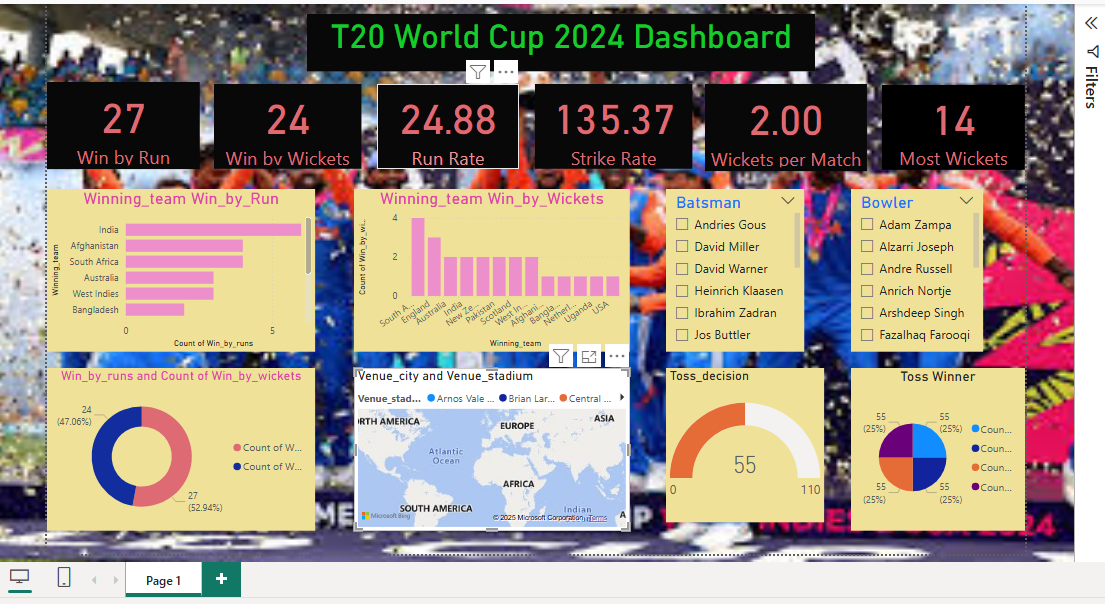 T20 World Cup 2024 Dashboard
27
Win by Run
24
Win by Wickets
24.88
Run Rate
135.37
Strike Rate
2.00
Wickets per Match
14
Most Wickets
Filters
Winning_team Win_by_Run
Winning_team
India
Afghanistan
South Africa
Australia
West Indies
Bangladesh
0
5
Count of Win_by_runs
Winning_team Win_by_Wickets
Count of Win_by_wi...
4
2
0
South A...
England
Australia
India
New Ze...
Pakistan
Scotland
West In...
Afghani...
Bangla...
Netherl...
Uganda
USA
Winning_team
Batsman
Andries Gous
David Miller
David Warner
Heinrich Klaasen
Ibrahim Zadran
Jos Buttler
Bowler
Adam Zampa
Alzarri Joseph
Andre Russell
Anrich Nortje
Arshdeep Singh
Fazalhaq Farooqi
Win_by_runs and Count of Win_by_wickets
24
(47.06%)
27
(52.94%)
Count of W...
Count of W...
Venue_city and Venue_stadium
Venue_stad...
Arnos Vale ...
Brian Lar...
Central ...
RTH AMERICA
EUROPE
ASIA
Atlantic
Ocean
AFRICA
SOUTH AMERICA
Indian
A
Microsoft Bing
© 2025 Microsoft Corporation
Terms
Toss_decision
55
0
110
Toss Winner
55
(25%)
55
(25%)
55
(25%)
55
(25%)
Coun...
Coun...
Coun...
Coun...
Page 1